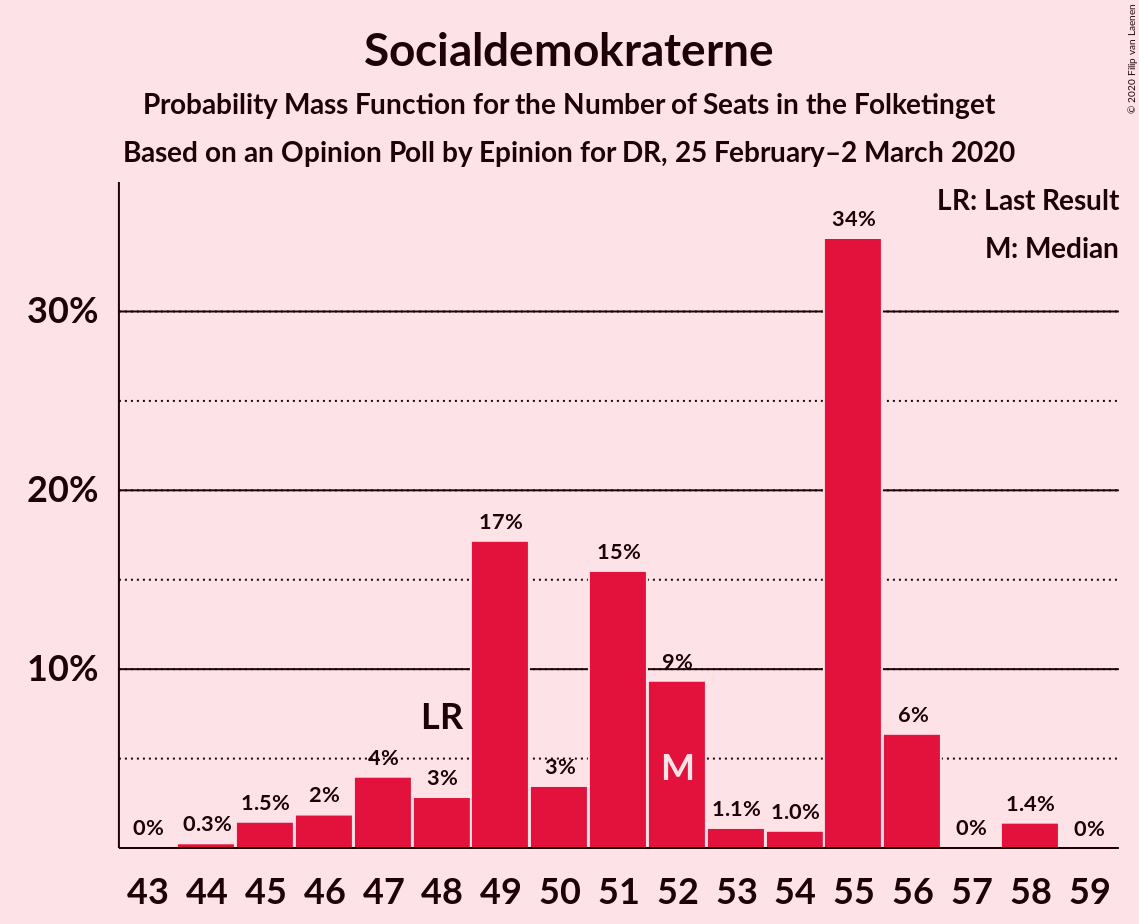 Socialdemokraterne
Probability Mass Function for the Number of Seats in the Folketinget
Based on an Opinion Poll by Epinion for DR, 25 February–2 March 2020
© 2020 Filip van Laenen
LR: Last Result
M: Median
30%
20%
10%
0% 0.3% 1.5% 2% 4% 3% 17% 3% 15% 9% 1.1% 1.0% 34% 6% 0% 1.4% 0%
LR
M
43 44 45 46 47 48 49 50 51 52 53 54 55 56 57 58 59